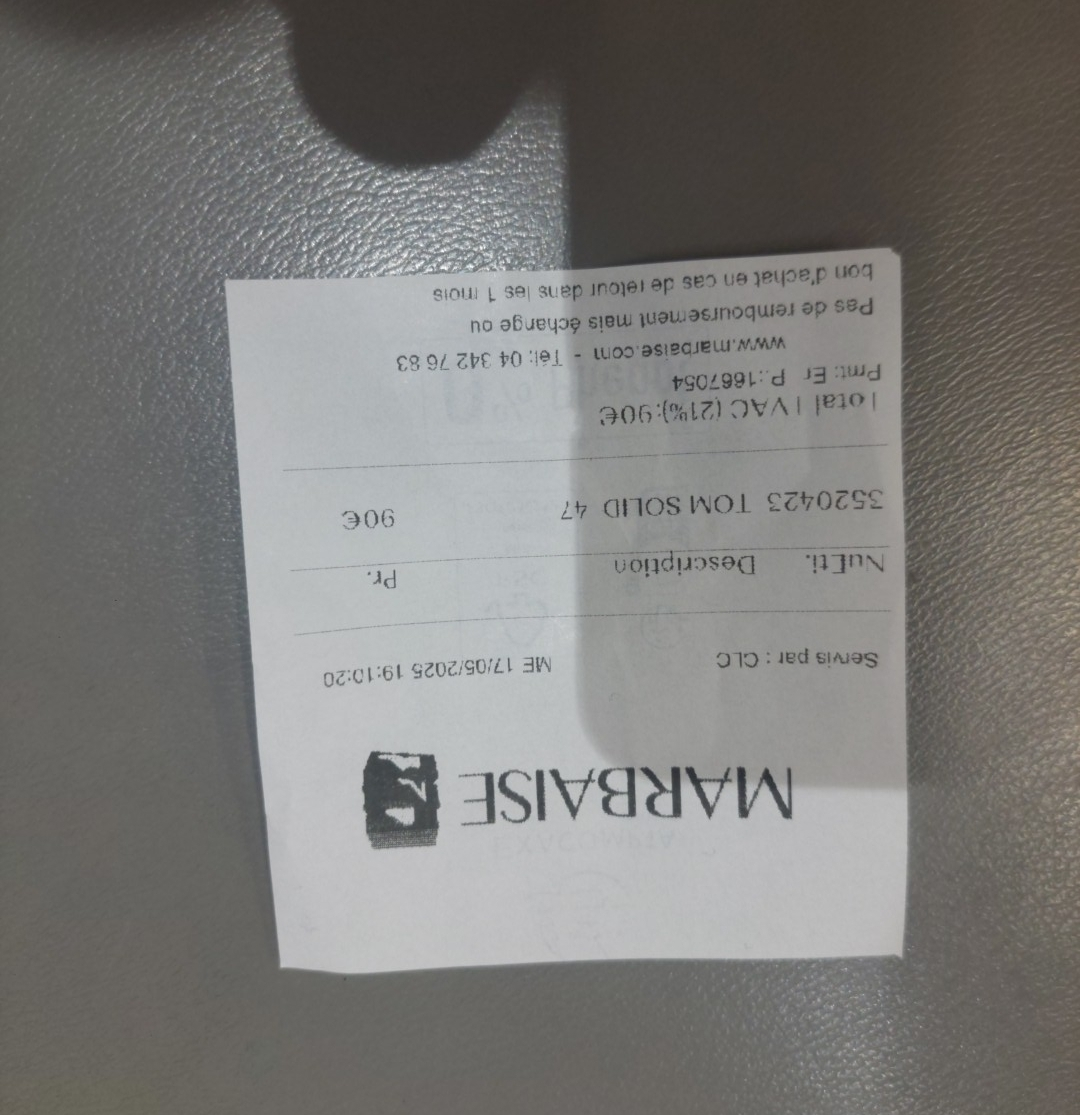 MARBAISE
Servis par : CLC ME 17/05/2025 19:10:20
NuEti. Description Pr.
3520423 TOM SOLID 47 90€
Total TVAC (21%):90€
Pmt: Er P.:1667054
www.marbaise.com - Tél: 04 342 76 83
Pas de remboursement mais échange ou
bon d'achat en cas de retour dans les 1 mois
EXACOMPTA